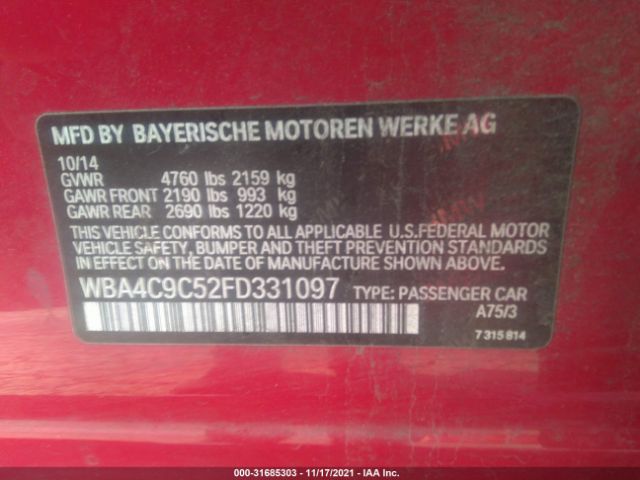 MFD BY BAYERISCHE MOTOREN WERKE AG
10/14
GVWR 4760 lbs 2159 kg
GAWR FRONT 2190 lbs 993 kg
GAWR REAR 2690 lbs 1220 kg
THIS VEHICLE CONFORMS TO ALL APPLICABLE U.S.FEDERAL MOTOR
VEHICLE SAFETY, BUMPER AND THEFT PREVENTION STANDARDS
IN EFFECT ON THE DATE OF MANUFACTURE SHOWN ABOVE.
WBA4C9C52FD331097 TYPE: PASSENGER CAR
A75/3
7 315 814
000-31685303 - 11/17/2021 - IAA Inc.